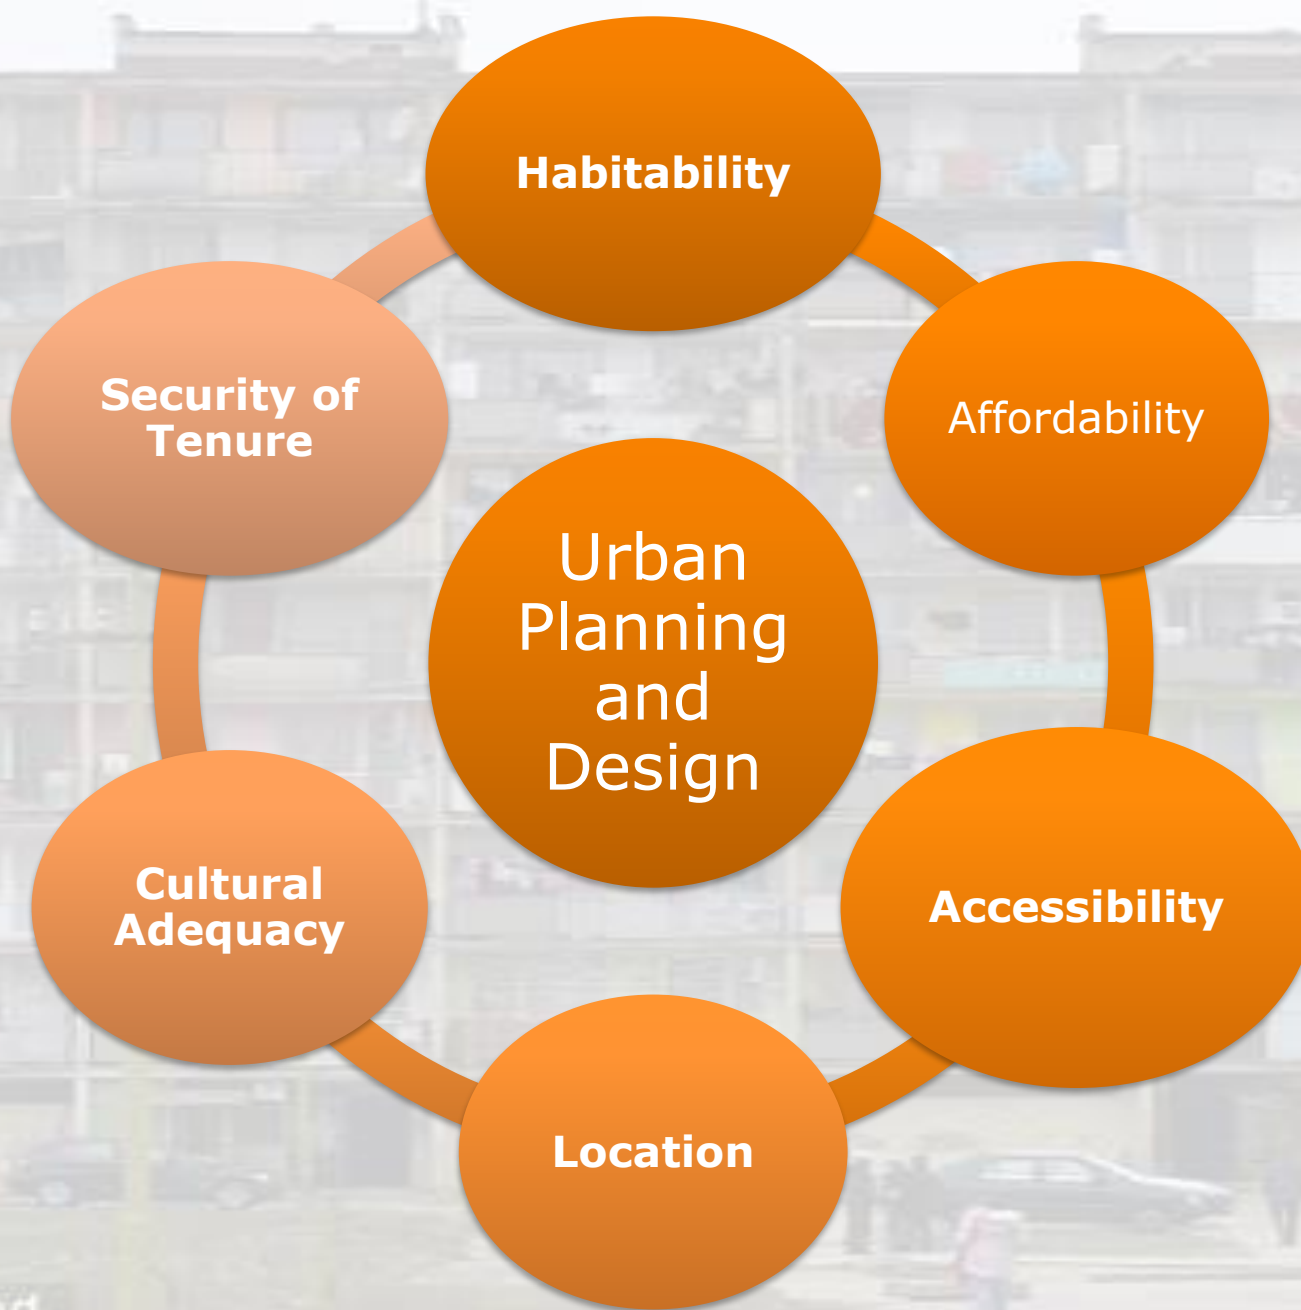 Habitability
Affordability
Accessibility
Location
Cultural
Adequacy
Security of
Tenure
Urban
Planning
and
Design